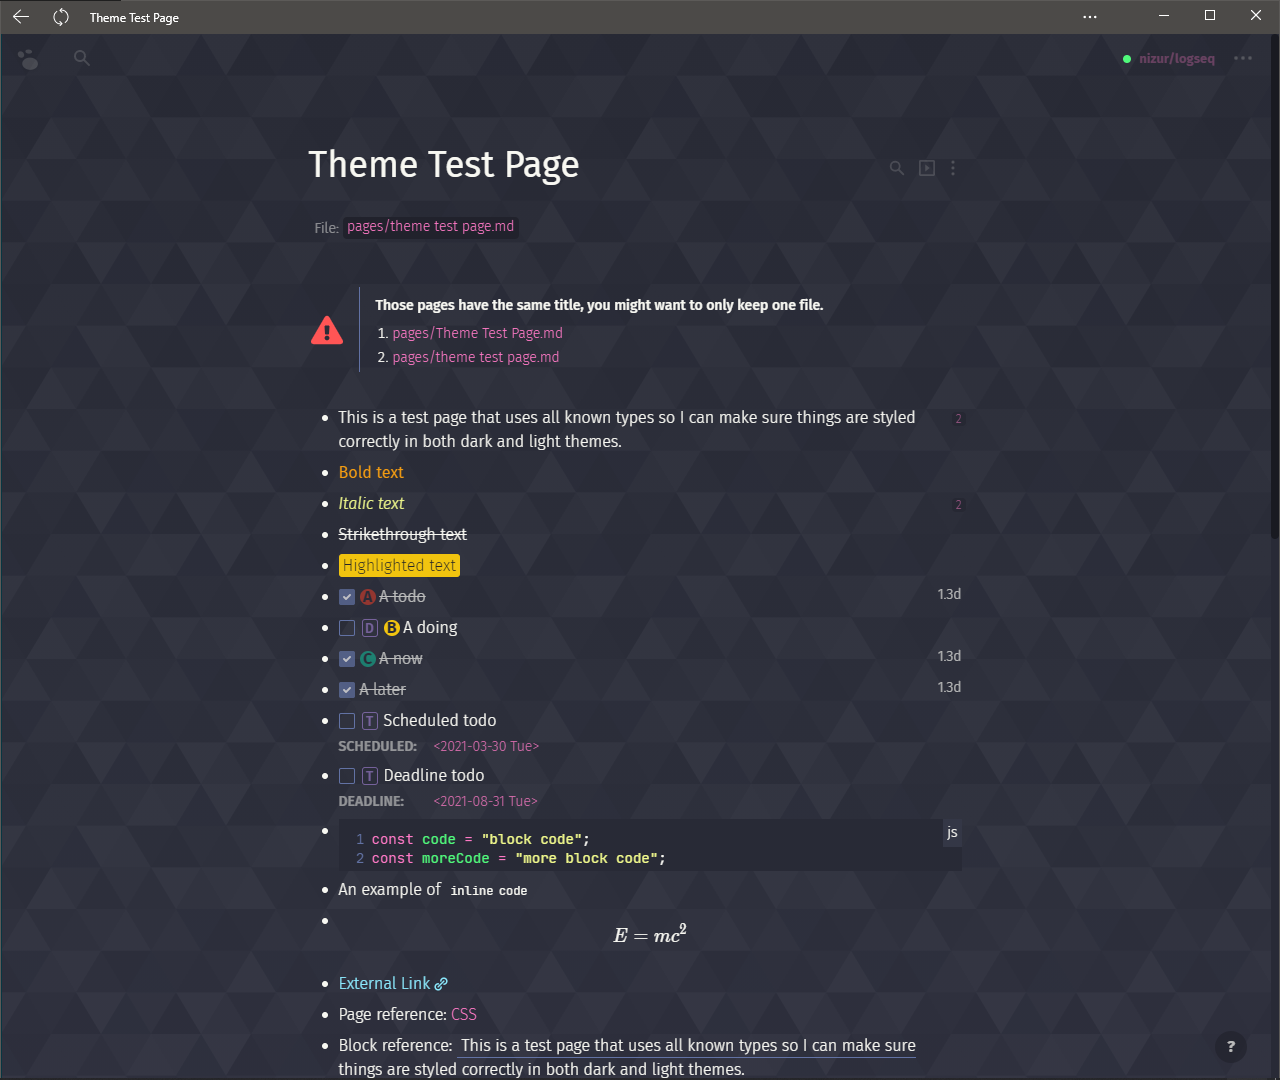 Theme Test Page
nizur/logseq
Theme Test Page
File: pages/theme test page.md
Those pages have the same title, you might want to only keep one file.
1. pages/Theme Test Page.md
2. pages/theme test page.md
This is a test page that uses all known types so I can make sure things are styled 2
correctly in both dark and light themes.
Bold text
Italic text 2
Strikethrough text
Highlighted text
A A todo 1.3d
D B A doing
C A now 1.3d
A later 1.3d
T Scheduled todo
SCHEDULED: <2021-03-30 Tue>
T Deadline todo
DEADLINE: <2021-08-31 Tue>
js
1 const code = "block code";
2 const moreCode = "more block code";
An example of inline code
E = mc²
External Link
Page reference: CSS
Block reference: This is a test page that uses all known types so I can make sure
things are styled correctly in both dark and light themes.
?